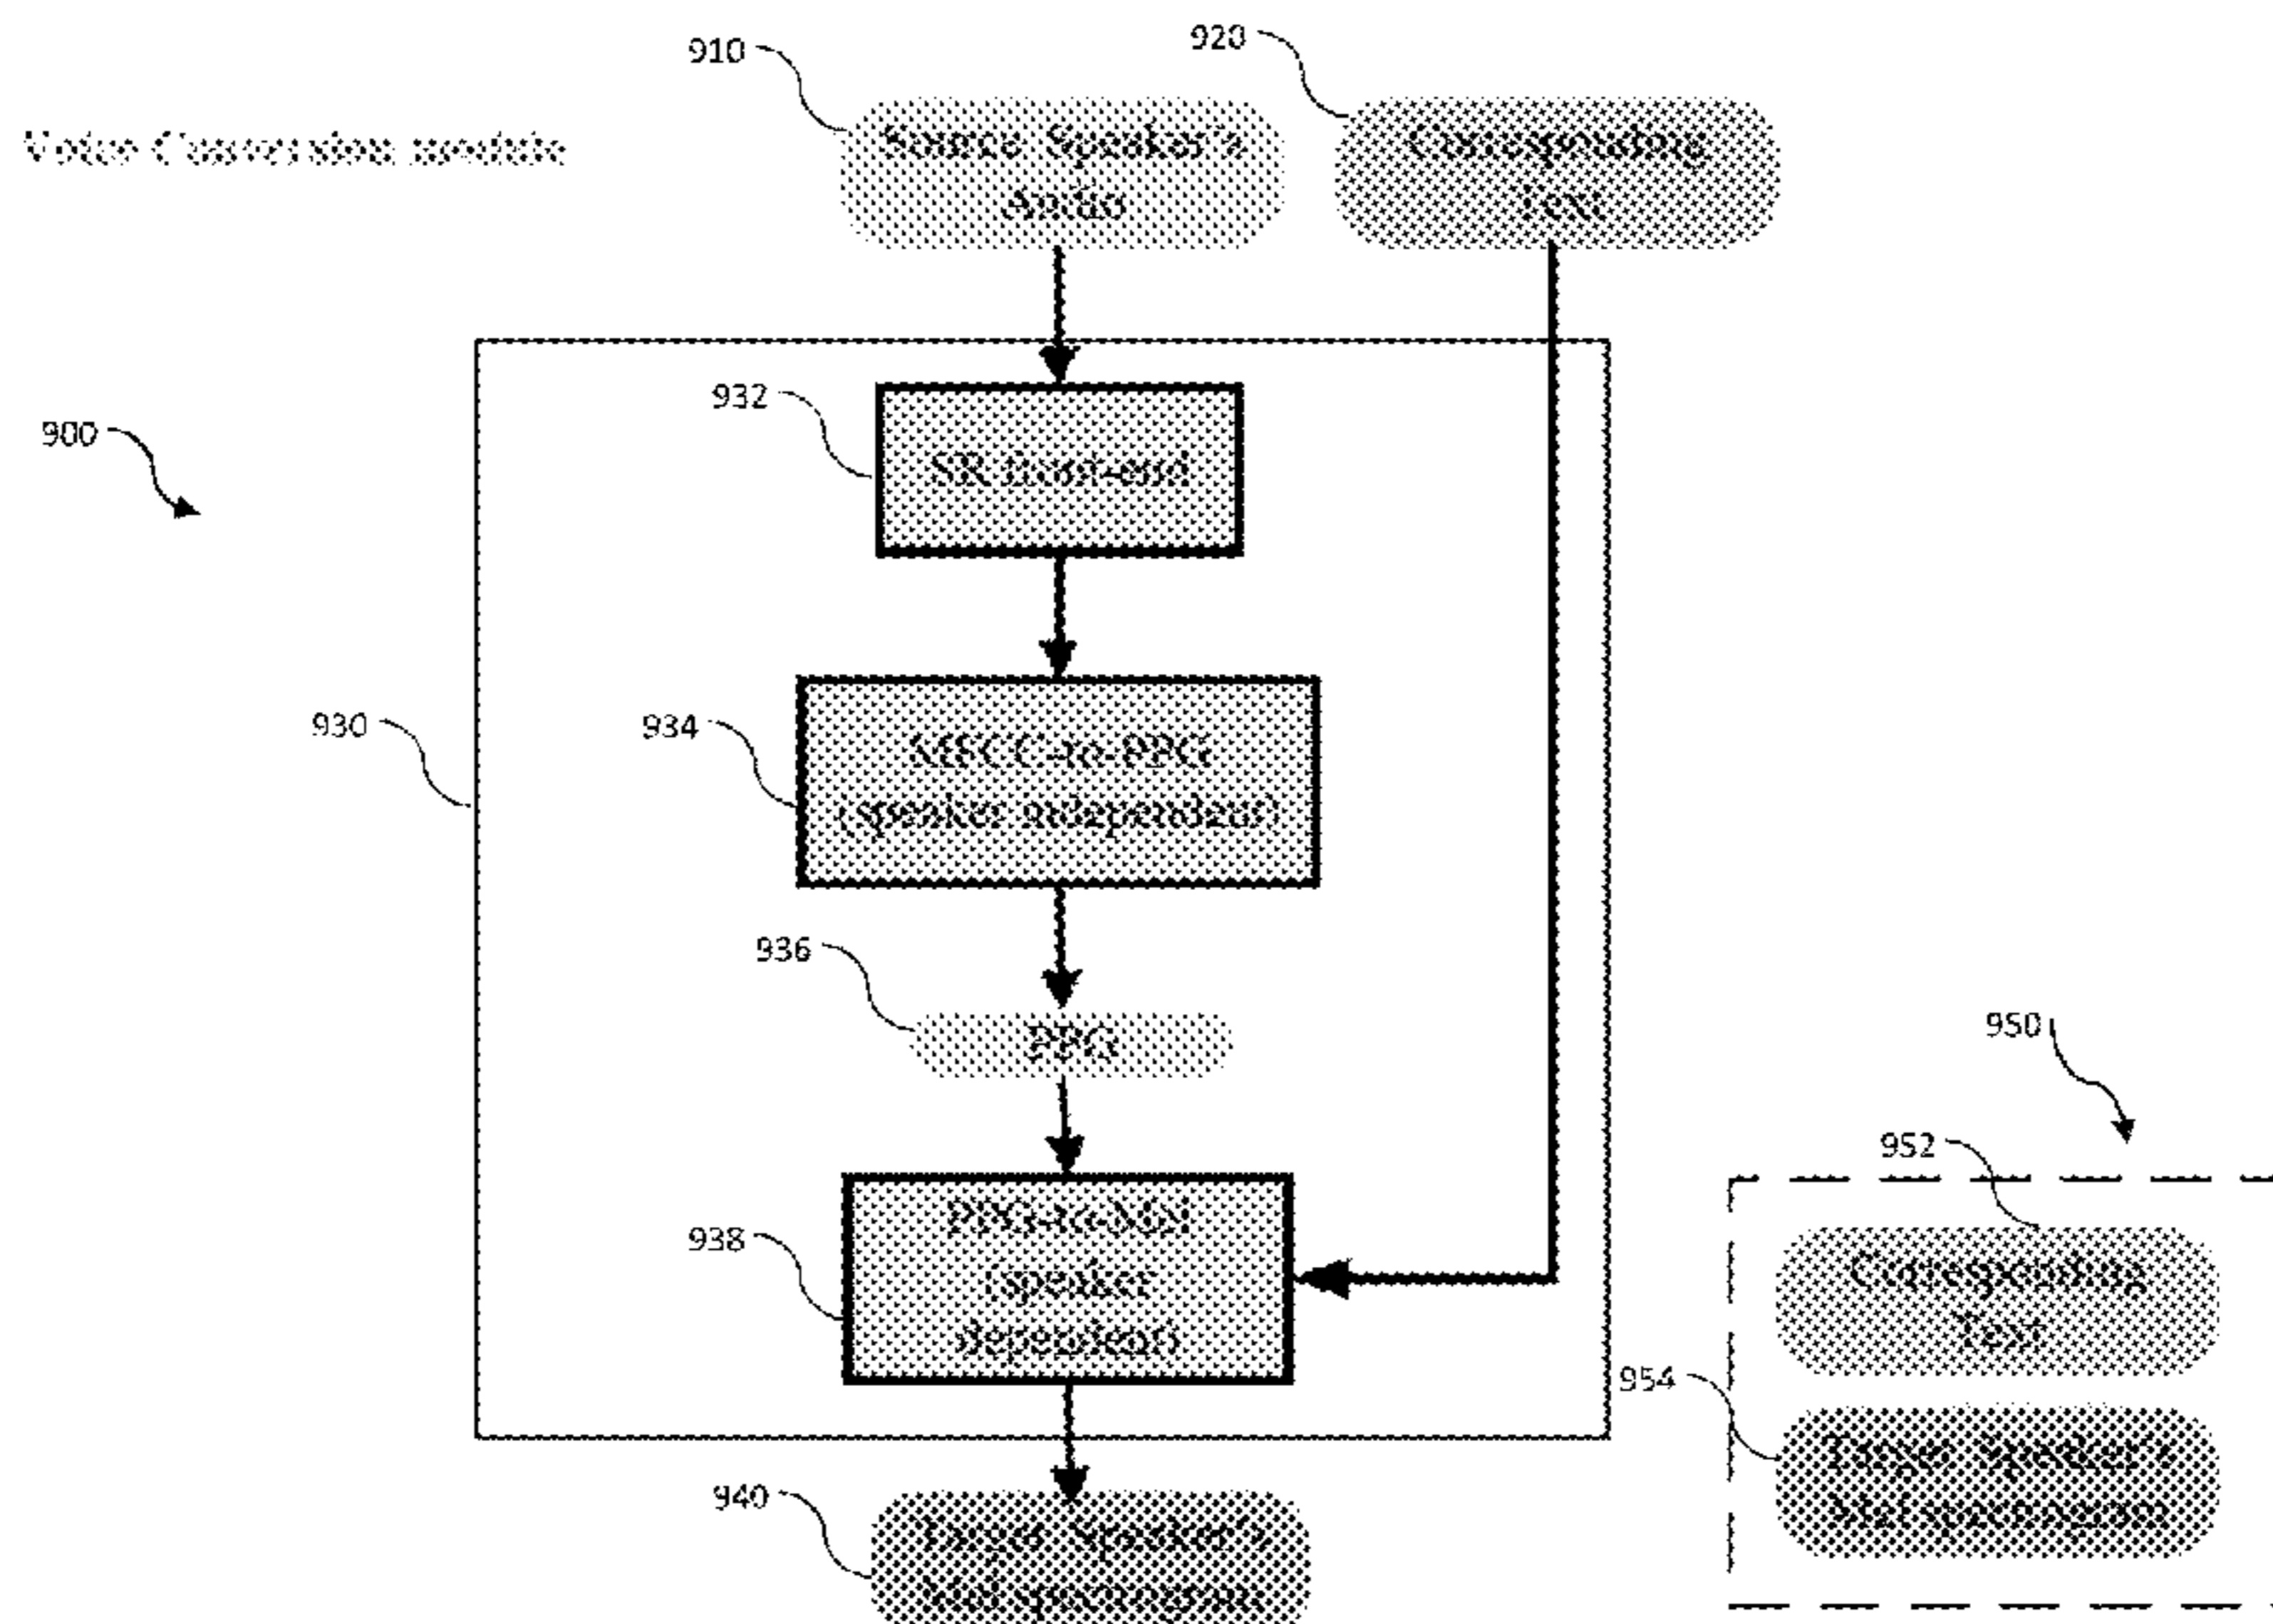 910
920
Voice Conversion module
Source Speaker's
Audio
Corresponding
Text
932
SR front-end
900
930
934
MFCC-to-PPG
(speaker independent)
936
PPG
950
952
938
PPG-to-Mel
(speaker
dependent)
Corresponding
Text
954
Target Speaker's
Mel spectrogram
940
Target Speaker's
Mel spectrogram